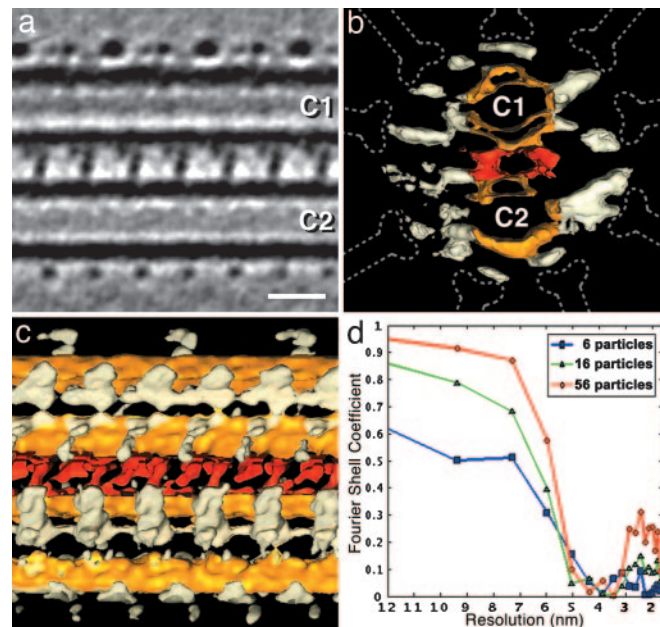 a
C1
C2
b
C1
C2
c
d
Fourier Shell Coefficient
1
0.9
0.8
0.7
0.6
0.5
0.4
0.3
0.2
0.1
0
6 particles
16 particles
56 particles
12 11 10 9 8 7 6 5 4 3 2
Resolution (nm)